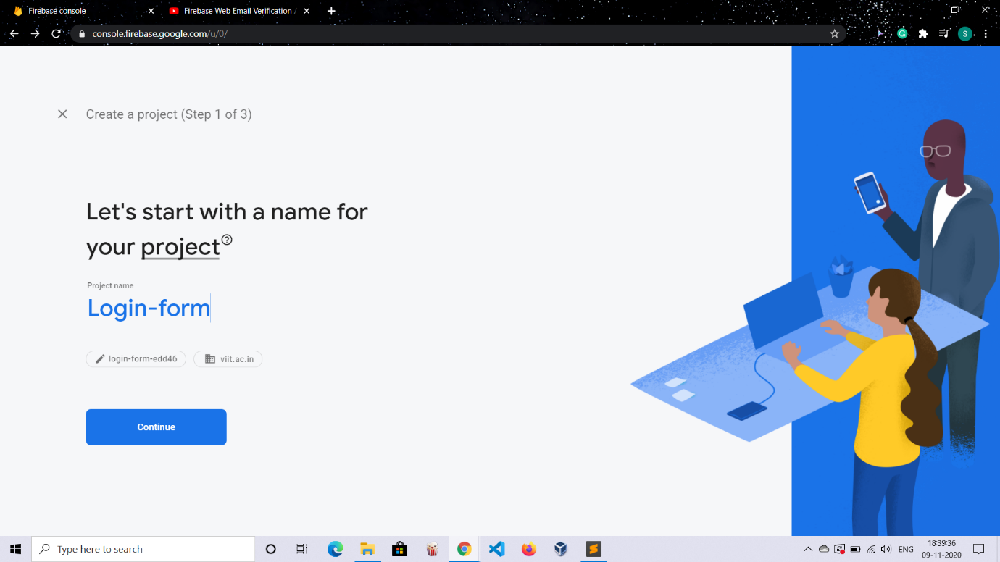 Firebase console
Firebase Web Email Verification /
console.firebase.google.com/u/0/
G
S
Create a project (Step 1 of 3)
Let's start with a name for
your project
Project name
Login-form
login-form-edd46
viit.ac.in
Continue
Type here to search
ENG
18:39:36
09-11-2020